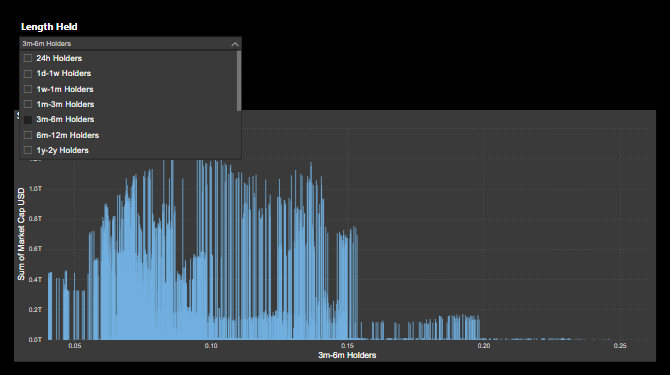 Length Held
3m-6m Holders
24h Holders
1d-1w Holders
1w-1m Holders
1m-3m Holders
3m-6m Holders
6m-12m Holders
1y-2y Holders
1.0T
0.8T
0.6T
0.4T
0.2T
0.0T
Sum of Market Cap USD
0.05 0.10 0.15 0.20 0.25
3m-6m Holders